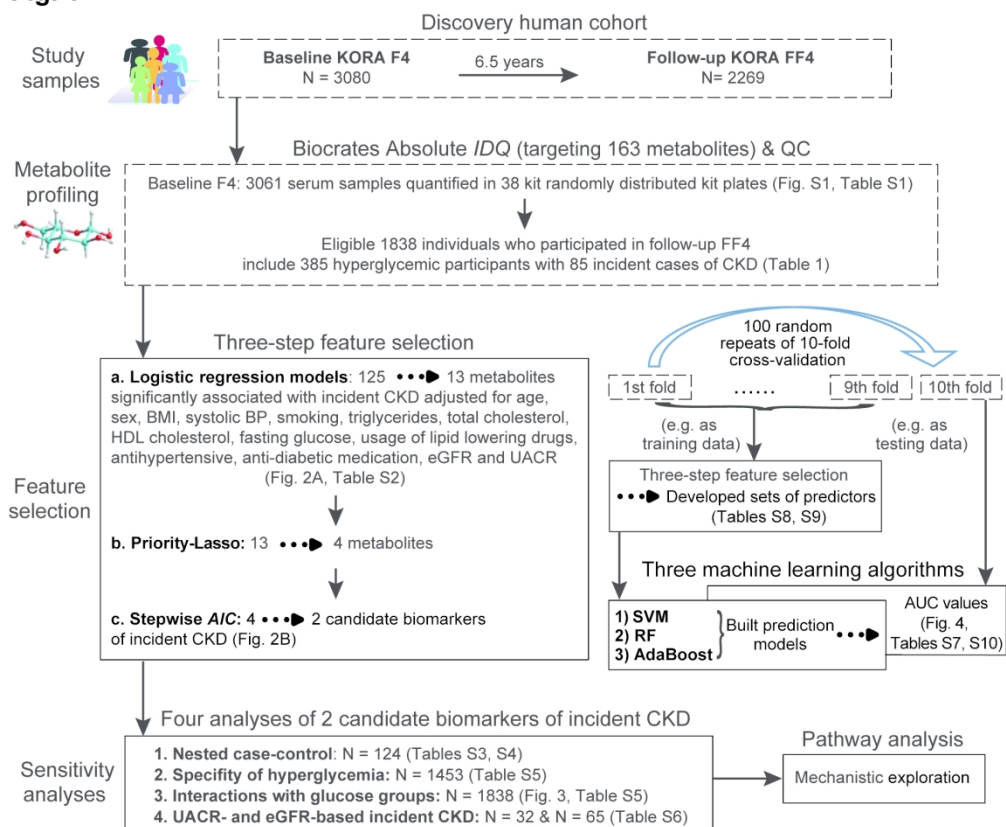 Discovery human cohort
Study
samples
Baseline KORA F4
N = 3080
6.5 years
Follow-up KORA FF4
N= 2269
Biocrates Absolute IDQ (targeting 163 metabolites) & QC
Metabolite
profiling
Baseline F4: 3061 serum samples quantified in 38 kit randomly distributed kit plates (Fig. S1, Table S1)
Eligible 1838 individuals who participated in follow-up FF4
include 385 hyperglycemic participants with 85 incident cases of CKD (Table 1)
Three-step feature selection
Feature
selection
a. Logistic regression models: 125 13 metabolites
significantly associated with incident CKD adjusted for age,
sex, BMI, systolic BP, smoking, triglycerides, total cholesterol,
HDL cholesterol, fasting glucose, usage of lipid lowering drugs,
antihypertensive, anti-diabetic medication, eGFR and UACR
(Fig. 2A, Table S2)
b. Priority-Lasso: 13 4 metabolites
c. Stepwise AIC: 4 2 candidate biomarkers
of incident CKD (Fig. 2B)
100 random
repeats of 10-fold
cross-validation
1st fold
......
9th fold
10th fold
(e.g. as
training data)
(e.g. as
testing data)
Three-step feature selection
Developed sets of predictors
(Tables S8, S9)
Three machine learning algorithms
1) SVM
2) RF
3) AdaBoost
Built prediction
models
AUC values
(Fig. 4,
Tables S7, S10)
Four analyses of 2 candidate biomarkers of incident CKD
Sensitivity
analyses
1. Nested case-control: N = 124 (Tables S3, S4)
2. Specifity of hyperglycemia: N = 1453 (Table S5)
3. Interactions with glucose groups: N = 1838 (Fig. 3, Table S5)
4. UACR- and eGFR-based incident CKD: N = 32 & N = 65 (Table S6)
Pathway analysis
Mechanistic exploration